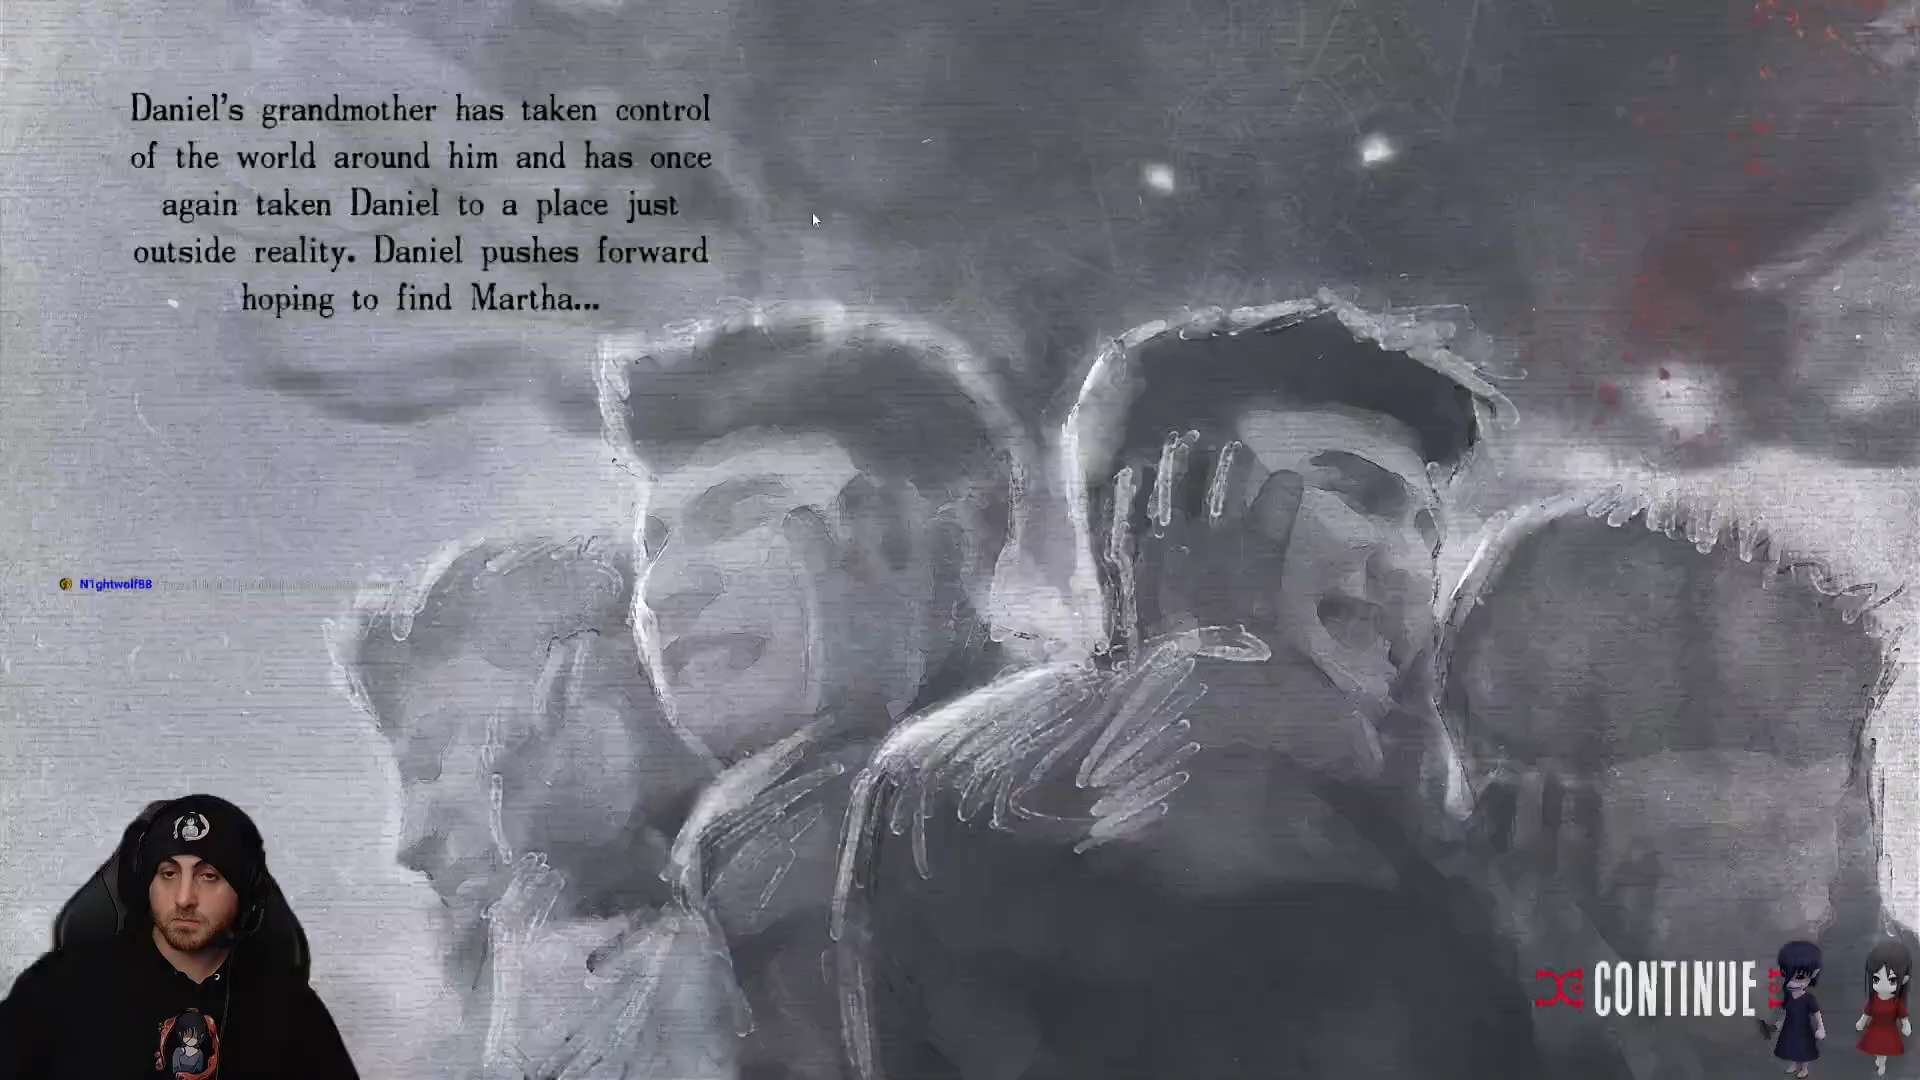 Daniel's grandmother has taken control
of the world around him and has once
again taken Daniel to a place just
outside reality. Daniel pushes forward
hoping to find Martha...
N1ghtwolf88
CONTINUE